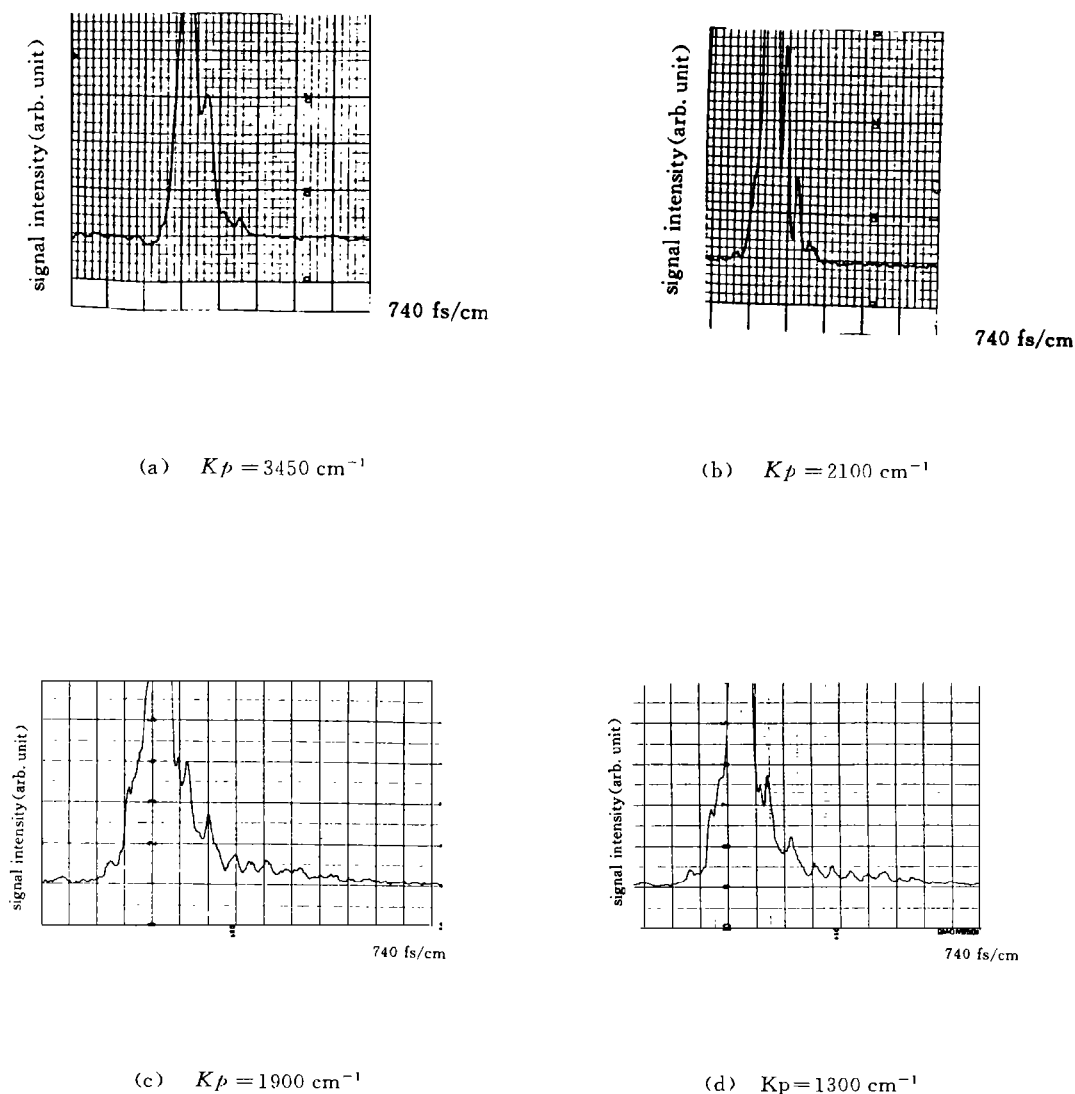 signal intensity (arb. unit)
740 fs/cm
(a) Kp = 3450 cm⁻¹
signal intensity (arb. unit)
740 fs/cm
(b) Kp = 2100 cm⁻¹
signal intensity (arb. unit)
740 fs/cm
(c) Kp = 1900 cm⁻¹
signal intensity (arb. unit)
740 fs/cm
(d) Kp = 1300 cm⁻¹